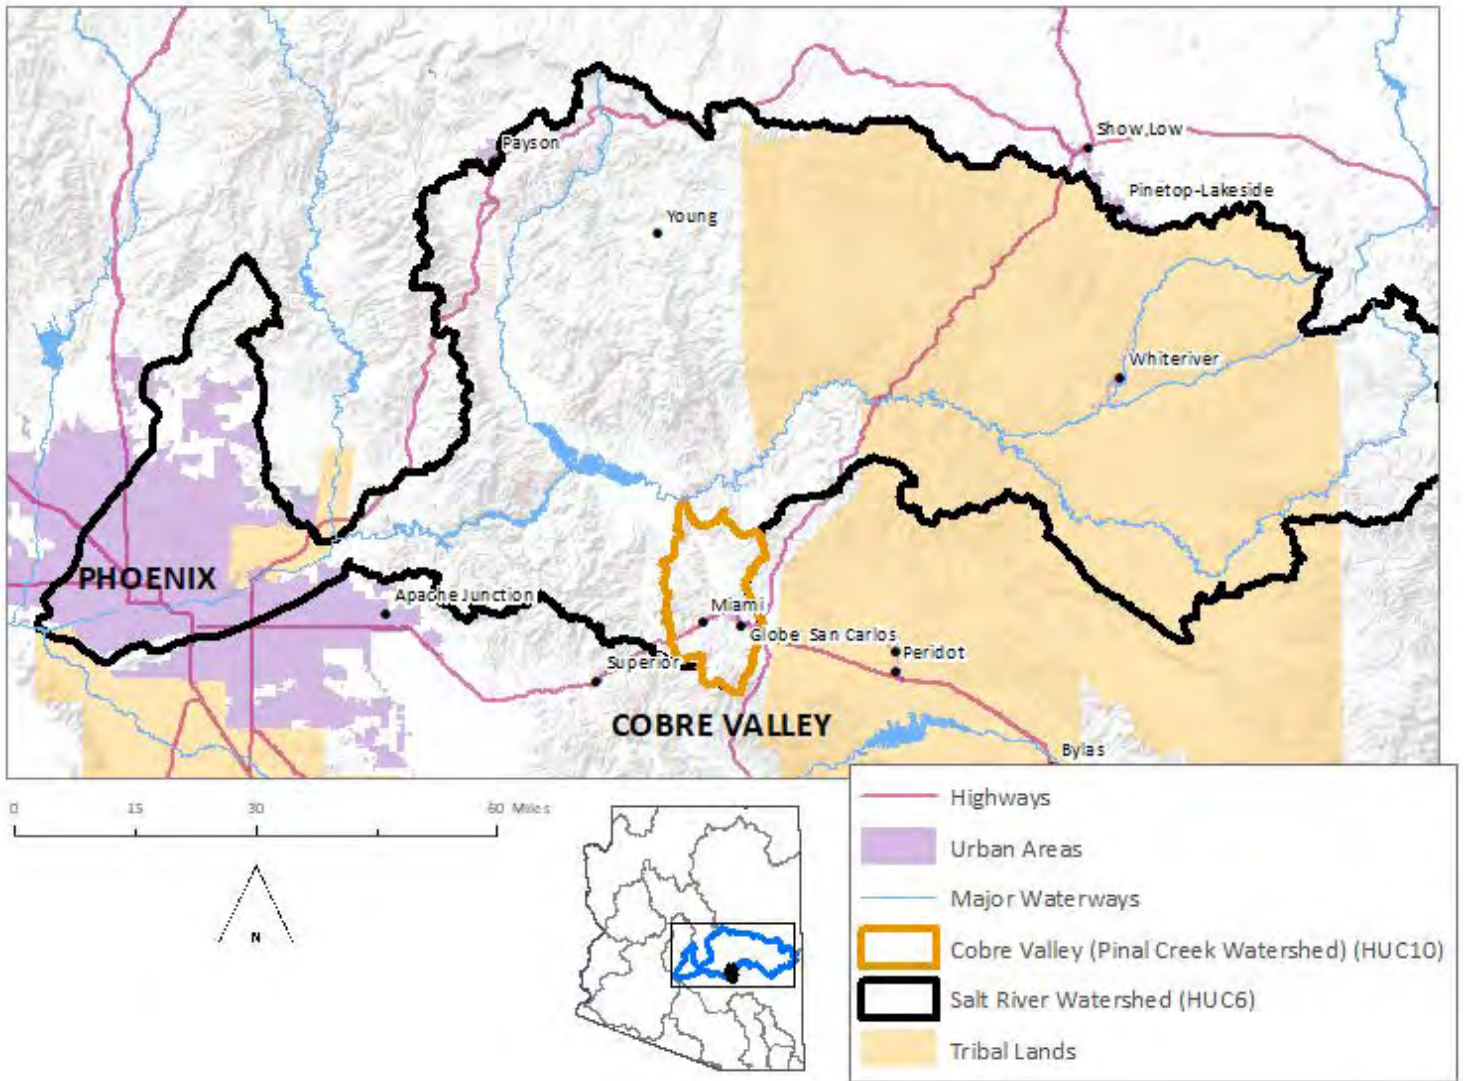 Show,Low
Payson
Pinetop-Lakeside
Young
Whiteriver
PHOENIX
Apache Junction
Miami
Globe San Carlos
Peridot
Superior
COBRE VALLEY
Bylas
0 15 30 60 Miles
N
Highways
Urban Areas
Major Waterways
Cobre Valley (Pinal Creek Watershed) (HUC10)
Salt River Watershed (HUC6)
Tribal Lands